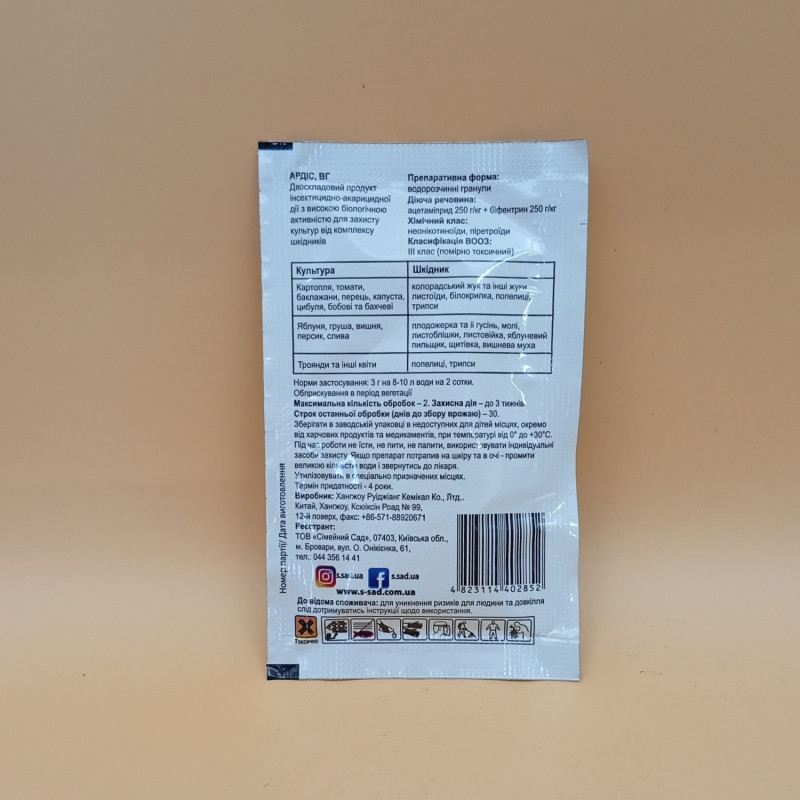 АРДІС, ВГ
Двоскладовий продукт
інсектицидно-акарицидної
дії з високою біологічною
активністю для захисту
культур від комплексу
шкідників
Препаративна форма:
водорозчинні гранули
Діюча речовина:
ацетаміприд 250 г/кг + біфентрин 250 г/кг
Хімічний клас:
неонікотиноїди, піретроїди
Класифікація ВООЗ:
III клас (помірно токсичний)
Культура
Шкідник
Картопля, томати,
баклажани, перець, капуста,
цибуля, бобові та бахчеві
колорадський жук та інші жуки
листоїди, білокрилка, попелиці,
трипси
Яблуня, груша, вишня,
персик, слива
плодожерка та її гусінь, молі,
листоблішки, листовійка, яблуневий
пильщик, щитівка, вишнева муха
Троянди та інші квіти
попелиці, трипси
Норми застосування: 3 г на 8-10 л води на 2 сотки.
Обприскування в період вегетації
Максимальна кількість обробок – 2. Захисна дія – до 3 тижнів.
Строк останньої обробки (днів до збору врожаю) – 30.
Зберігати в заводській упаковці в недоступних для дітей місцях, окремо
від харчових продуктів та медикаментів, при температурі від 0° до +30°С.
Під час роботи не їсти, не пити, не палити, використовувати індивідуальні
засоби захисту. Якщо препарат потрапив на шкіру та в очі - промити
великою кількістю води і звернутись до лікаря.
Утилизовувати в спеціально призначених місцях.
Термін придатності - 4 роки.
Виробник: Хангжоу Руіджіанг Кемікал Ко., Лтд..
Китай, Хангжоу, Ксюіксін Роад № 99,
12-й поверх, факс: +86-571-88920671
Реєстрант:
ТОВ «Сімейний Сад», 07403, Київська обл.,
м. Бровари, вул. О. Онікієнка, 61,
тел.: 044 356 14 41
s.sad.ua
s.sad.ua
www.s-sad.com.ua
4 823114 402852
До відома споживача: для уникнення ризиків для людини та довкілля
слід дотримуватись інструкції щодо використання.
Токсично
Номер партії/ Дата виготовлення